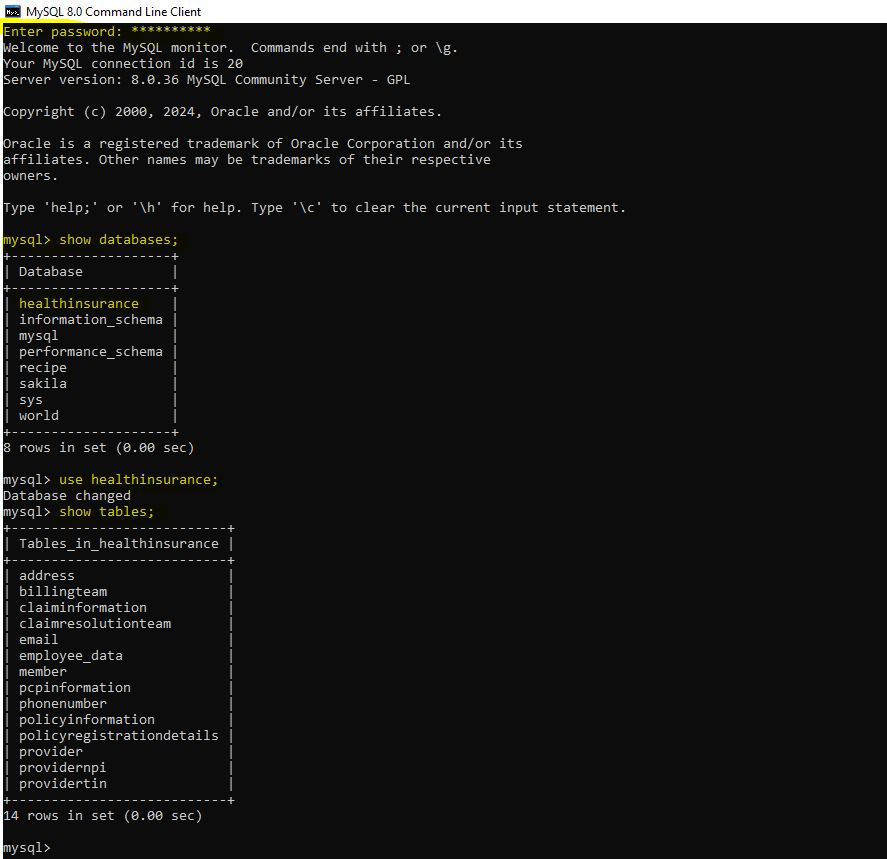 MySQL 8.0 Command Line Client
Enter password: **********
Welcome to the MySQL monitor.  Commands end with ; or \g.
Your MySQL connection id is 20
Server version: 8.0.36 MySQL Community Server - GPL

Copyright (c) 2000, 2024, Oracle and/or its affiliates.

Oracle is a registered trademark of Oracle Corporation and/or its
affiliates. Other names may be trademarks of their respective
owners.

Type 'help;' or '\h' for help. Type '\c' to clear the current input statement.

mysql> show databases;
+--------------------+
| Database           |
+--------------------+
| healthinsurance    |
| information_schema |
| mysql              |
| performance_schema |
| recipe             |
| sakila             |
| sys                |
| world              |
+--------------------+
8 rows in set (0.00 sec)

mysql> use healthinsurance;
Database changed
mysql> show tables;
+---------------------------+
| Tables_in_healthinsurance |
+---------------------------+
| address                   |
| billingteam               |
| claiminformation          |
| claimresolutionteam       |
| email                     |
| employee_data             |
| member                    |
| pcpinformation            |
| phonenumber               |
| policyinformation         |
| policyregistrationdetails |
| provider                  |
| providernpi               |
| providertin               |
+---------------------------+
14 rows in set (0.00 sec)

mysql>